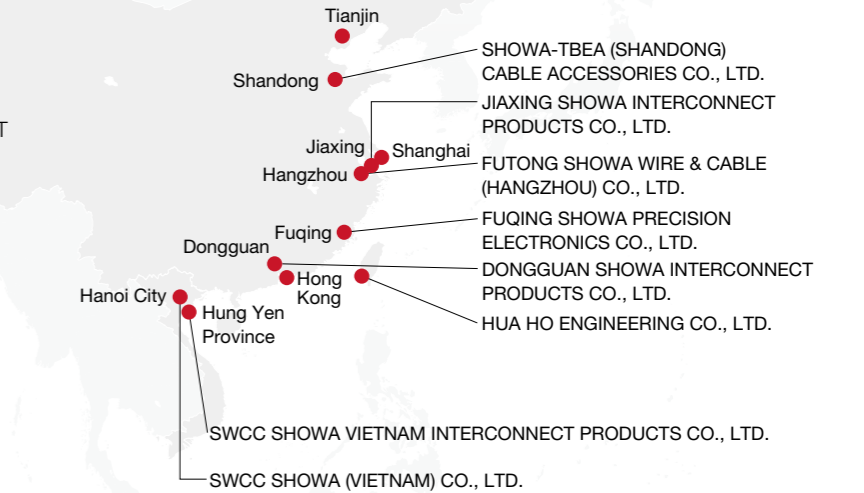 Tianjin
SHOWA-TBEA (SHANDONG)
CABLE ACCESSORIES CO., LTD.
Shandong
JIAXING SHOWA INTERCONNECT
PRODUCTS CO., LTD.
T
Jiaxing
Shanghai
Hangzhou
FUTONG SHOWA WIRE & CABLE
(HANGZHOU) CO., LTD.
Fuqing
FUQING SHOWA PRECISION
ELECTRONICS CO., LTD.
Dongguan
DONGGUAN SHOWA INTERCONNECT
PRODUCTS CO., LTD.
Hong
Kong
Hanoi City
Hung Yen
Province
HUA HO ENGINEERING CO., LTD.
SWCC SHOWA VIETNAM INTERCONNECT PRODUCTS CO., LTD.
SWCC SHOWA (VIETNAM) CO., LTD.